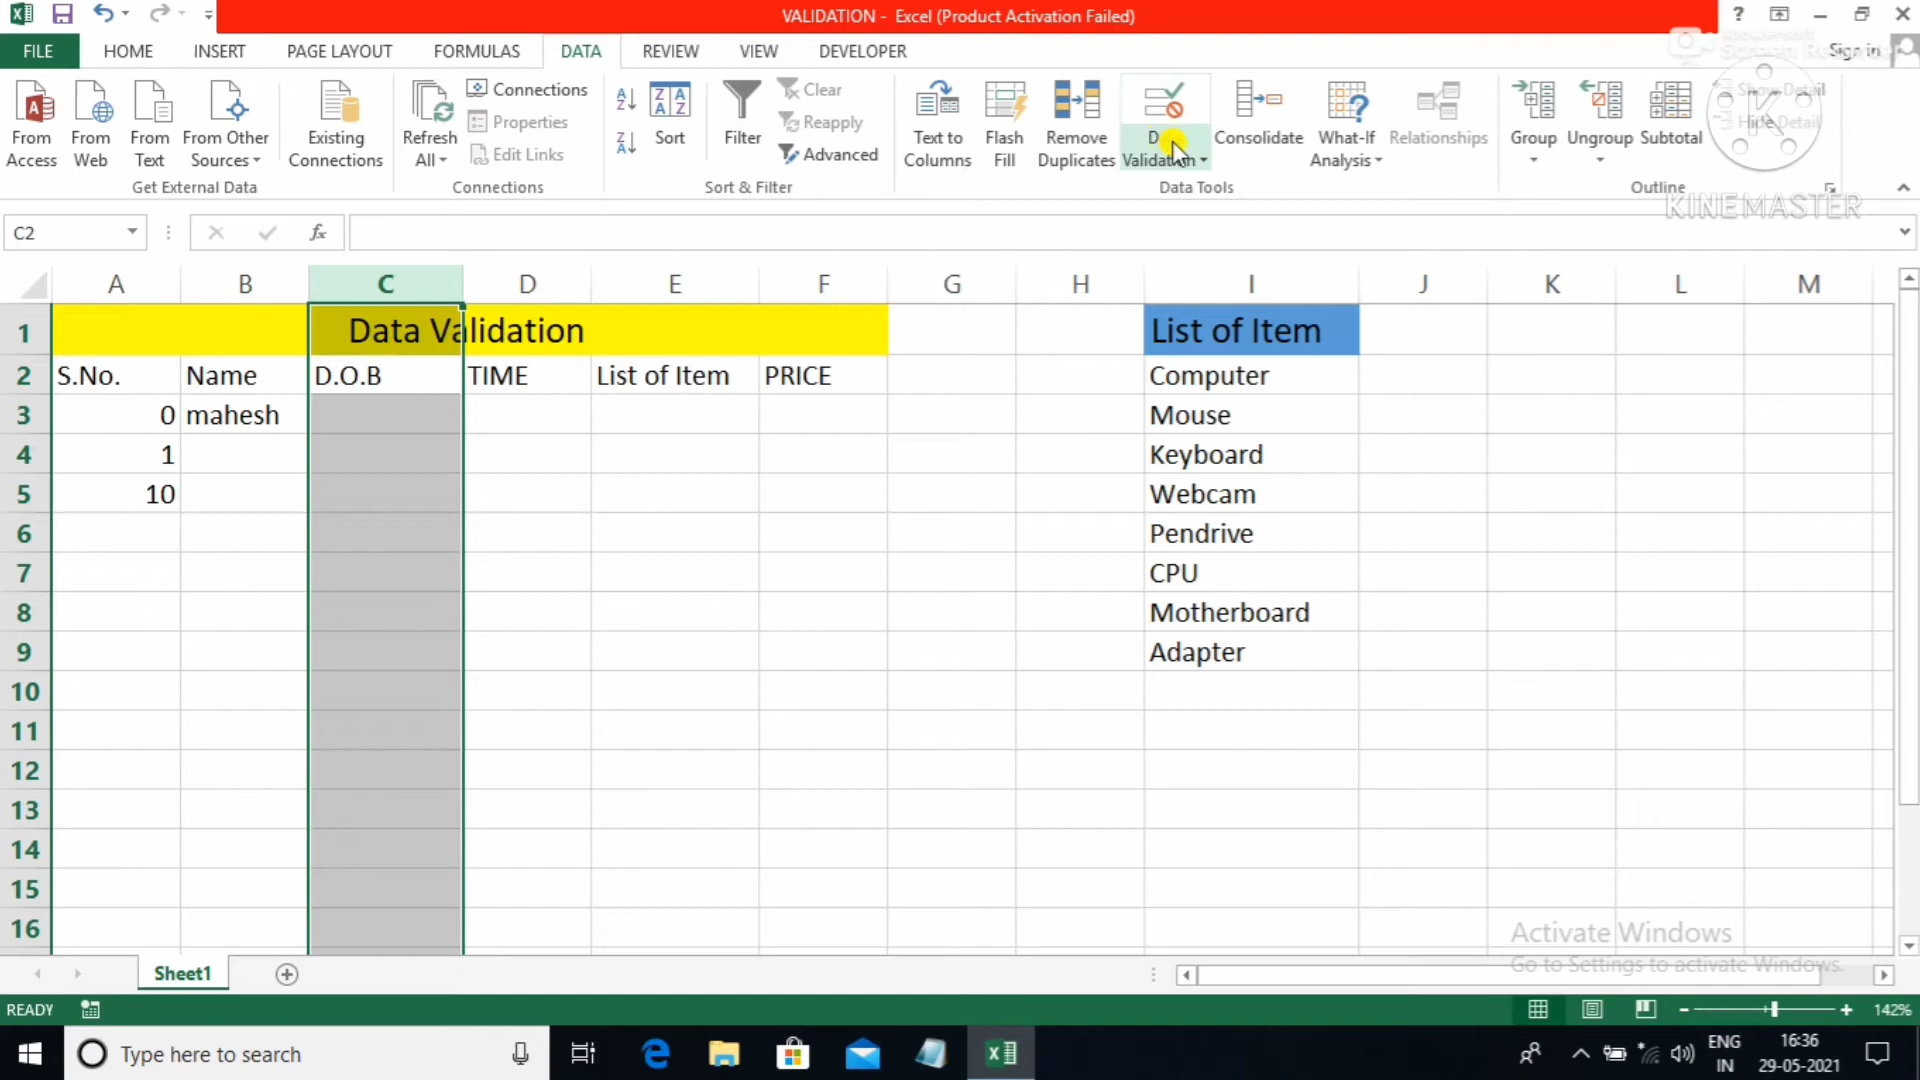 VALIDATION - Excel (Product Activation Failed)
FILE HOME INSERT PAGE LAYOUT FORMULAS DATA REVIEW VIEW DEVELOPER Sign in
From Access
From Web
From Text
From Other Sources
Existing Connections
Get External Data
Refresh All
Connections
Properties
Edit Links
Connections
Sort
Filter
Clear
Reapply
Advanced
Sort & Filter
Text to Columns
Flash Fill
Remove Duplicates
Validation
Consolidate
What-If Analysis
Relationships
Data Tools
Group
Ungroup
Subtotal
Show Detail
Hide Detail
Outline
KINEMASTER
C2 fx
A B C D E F G H I J K L M
1 Data Validation List of Item
2 S.No. Name D.O.B TIME List of Item PRICE Computer
3 0 mahesh Mouse
4 1 Keyboard
5 10 Webcam
6 Pendrive
7 CPU
8 Motherboard
9 Adapter
10
11
12
13
14
15
16
Activate Windows
Go to Settings to activate Windows.
Sheet1
READY 142%
Type here to search
ENG IN
16:36
29-05-2021